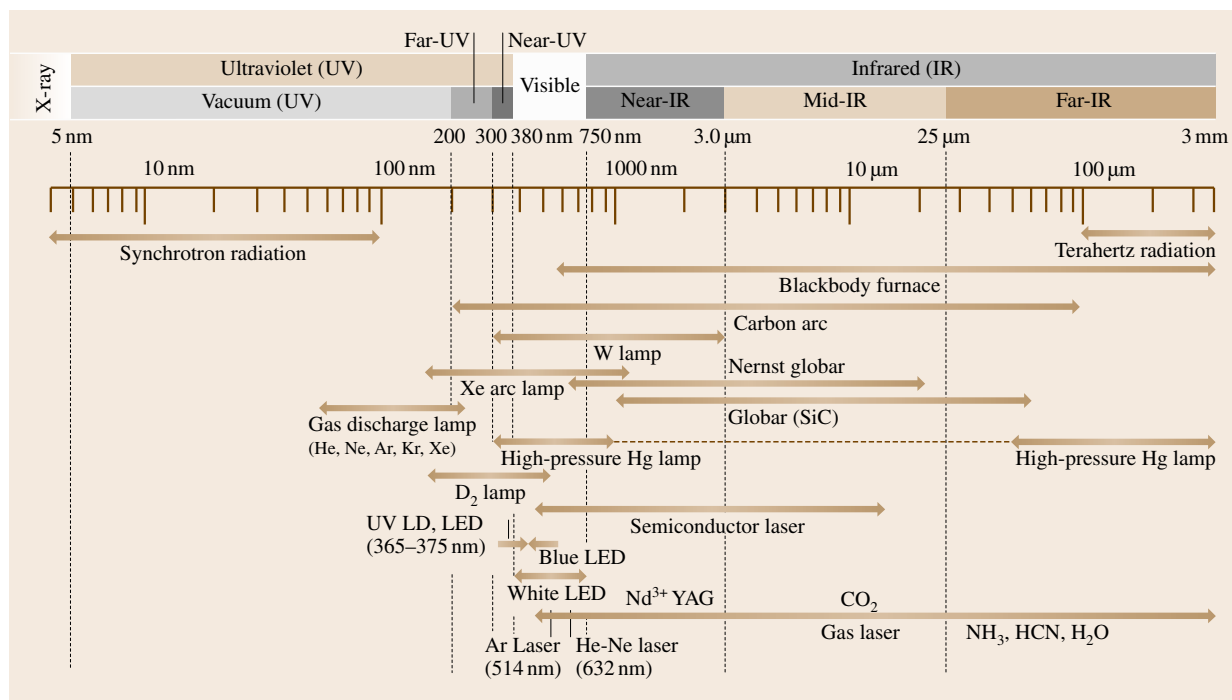 Far-UV Near-UV
X-ray
Ultraviolet (UV) Visible Infrared (IR)
Vacuum (UV) Near-IR Mid-IR Far-IR
5 nm 200 300 380 nm 750 nm 3.0 µm 25 µm 3 mm
10 nm 100 nm 1000 nm 10 µm 100 µm
Synchrotron radiation Terahertz radiation
Blackbody furnace
Carbon arc
W lamp
Xe arc lamp Nernst globar
Gas discharge lamp Globar (SiC)
(He, Ne, Ar, Kr, Xe)
High-pressure Hg lamp High-pressure Hg lamp
D₂ lamp
Semiconductor laser
UV LD, LED
(365–375 nm) Blue LED
White LED Nd³⁺ YAG CO₂
Ar Laser He-Ne laser Gas laser NH₃, HCN, H₂O
(514 nm) (632 nm)